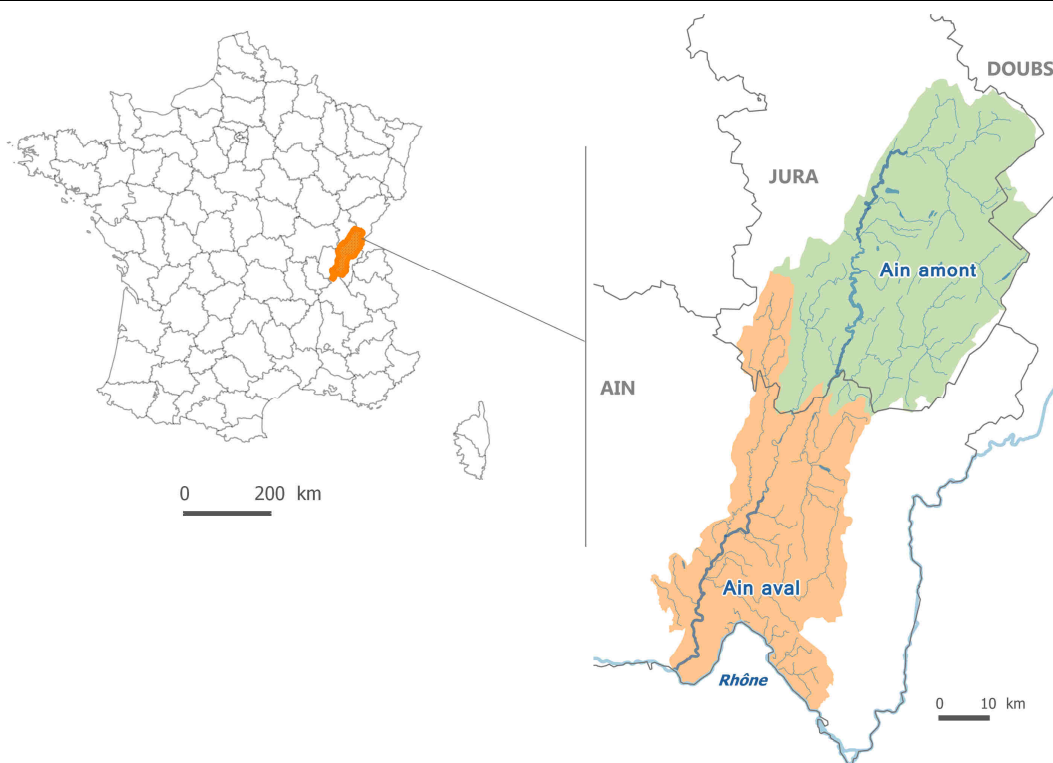 DOUBS
JURA
Ain amont
AIN
0 200 km
Ain aval
Rhône
0 10 km